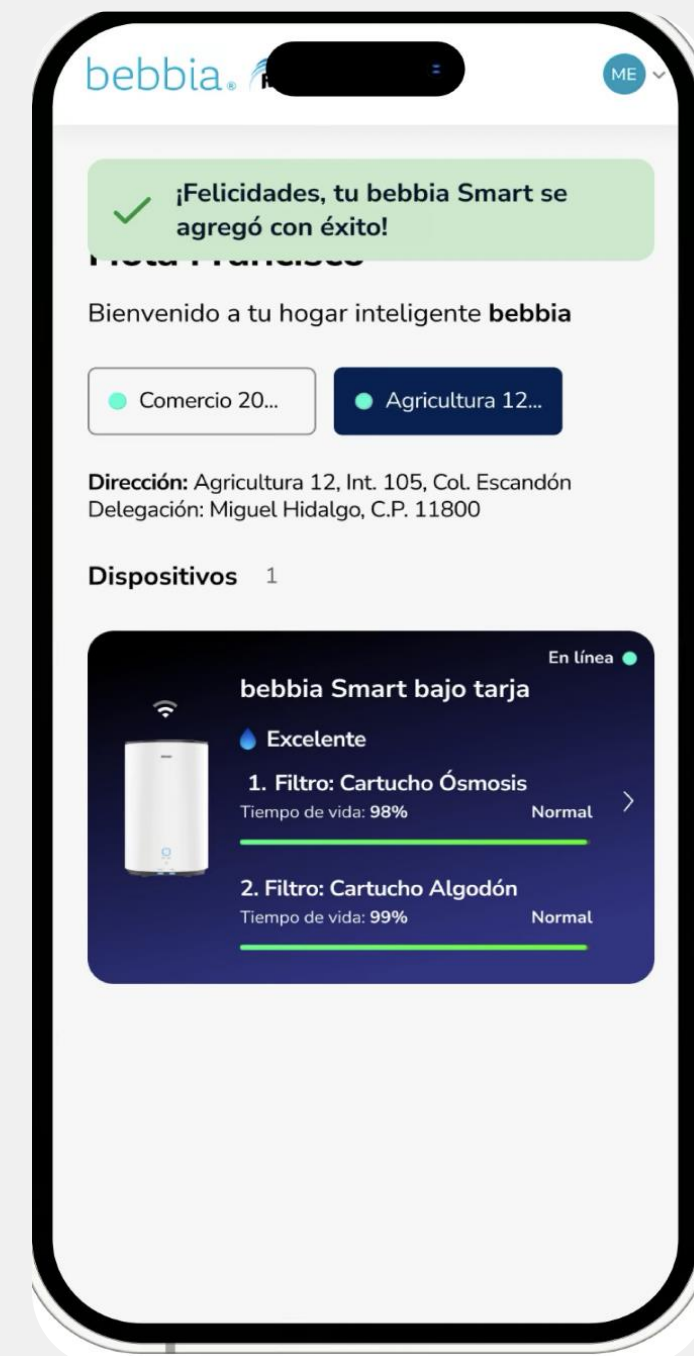 bebbia®
ME
¡Felicidades, tu bebbia Smart se
agregó con éxito!
Francisco
Bienvenido a tu hogar inteligente bebbia
Comercio 20...
Agricultura 12...
Dirección: Agricultura 12, Int. 105, Col. Escandón
Delegación: Miguel Hidalgo, C.P. 11800
Dispositivos 1
En línea
bebbia Smart bajo tarja
Excelente
1. Filtro: Cartucho Ósmosis
Tiempo de vida: 98% Normal
2. Filtro: Cartucho Algodón
Tiempo de vida: 99% Normal